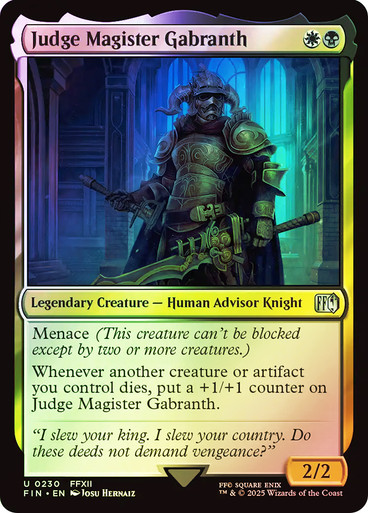 Judge Magister Gabranth
Legendary Creature — Human Advisor Knight
Menace (This creature can't be blocked
except by two or more creatures.)
Whenever another creature or artifact
you control dies, put a +1/+1 counter on
Judge Magister Gabranth.
"I slew your king. I slew your country. Do
these deeds not demand vengeance?"
2/2
U 0230 FFXII
FIN • EN Josu Hernaiz
FFC SQUARE ENIX
™ & © 2025 Wizards of the Coast